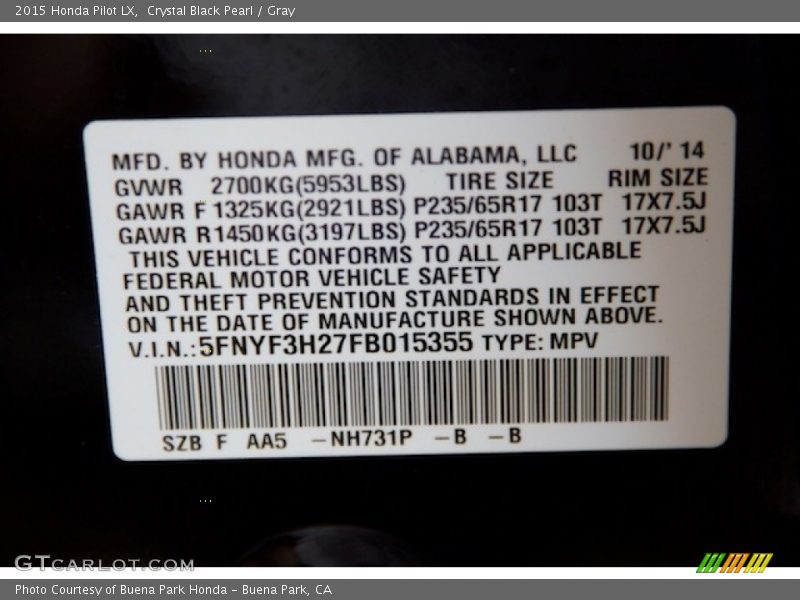 2015 Honda Pilot LX,  Crystal Black Pearl / Gray
MFD. BY HONDA MFG. OF ALABAMA, LLC 10/' 14
GVWR 2700KG(5953LBS) TIRE SIZE RIM SIZE
GAWR F 1325KG(2921LBS) P235/65R17 103T 17X7.5J
GAWR R1450KG(3197LBS) P235/65R17 103T 17X7.5J
THIS VEHICLE CONFORMS TO ALL APPLICABLE
FEDERAL MOTOR VEHICLE SAFETY
AND THEFT PREVENTION STANDARDS IN EFFECT
ON THE DATE OF MANUFACTURE SHOWN ABOVE.
V.I.N.:5FNYF3H27FB015355 TYPE: MPV
SZB F AA5 -NH731P -B -B
GTCARLOT.COM
Photo Courtesy of Buena Park Honda - Buena Park, CA